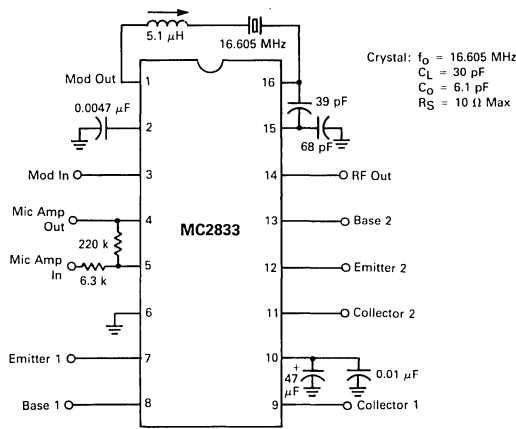 5.1 μH
16.605 MHz
Crystal: fo = 16.605 MHz
CL = 30 pF
Co = 6.1 pF
RS = 10 Ω Max
Mod Out
1
16
39 pF
0.0047 μF
2
15
68 pF
Mod In
3
14
RF Out
Mic Amp
Out
4
13
Base 2
MC2833
220 k
Mic Amp
In
6.3 k
5
12
Emitter 2
6
11
Collector 2
Emitter 1
7
10
+
47
μF
0.01 μF
Base 1
8
9
Collector 1